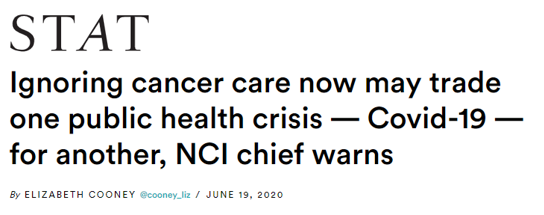 STAT
Ignoring cancer care now may trade
one public health crisis — Covid-19 —
for another, NCI chief warns
By ELIZABETH COONEY @cooney_liz / JUNE 19, 2020